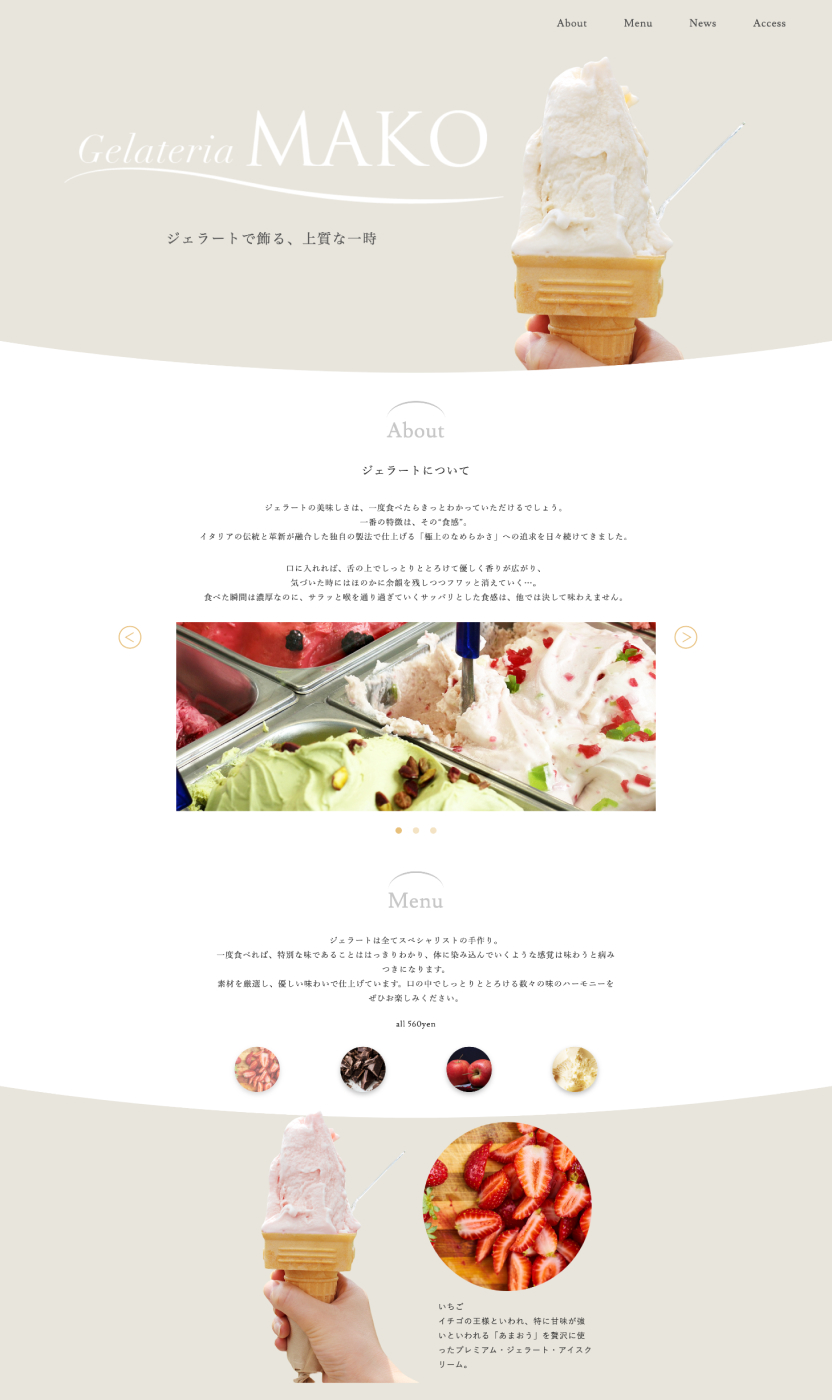 About Menu News Access
Gelateria MAKO
ジェラートで飾る、上質な一時
About
ジェラートについて
ジェラートの美味しさは、一度食べたらきっとわかっていただけるでしょう。
一番の特徴は、その“食感”。
イタリアの伝統と革新が融合した独自の製法で仕上げる「極上のなめらかさ」への追求を日々続けてきました。
口に入れれば、舌の上でしっとりととろけて優しく香りが広がり、
気づいた時にはほのかに余韻を残しつつフワッと消えていく…。
食べた瞬間は濃厚なのに、サラッと喉を通り過ぎていくサッパリとした食感は、他では決して味わえません。
<
>
Menu
ジェラートは全てスペシャリストの手作り。
一度食べれば、特別な味であることははっきりわかり、体に染み込んでいくような感覚は味わうと病み
つきになります。
素材を厳選し、優しい味わいで仕上げています。口の中でしっとりととろける数々の味のハーモニーを
ぜひお楽しみください。
all 560yen
いちご
イチゴの王様といわれ、特に甘味が強
いといわれる「あまおう」を贅沢に使
ったプレミアム・ジェラート・アイスク
リーム。